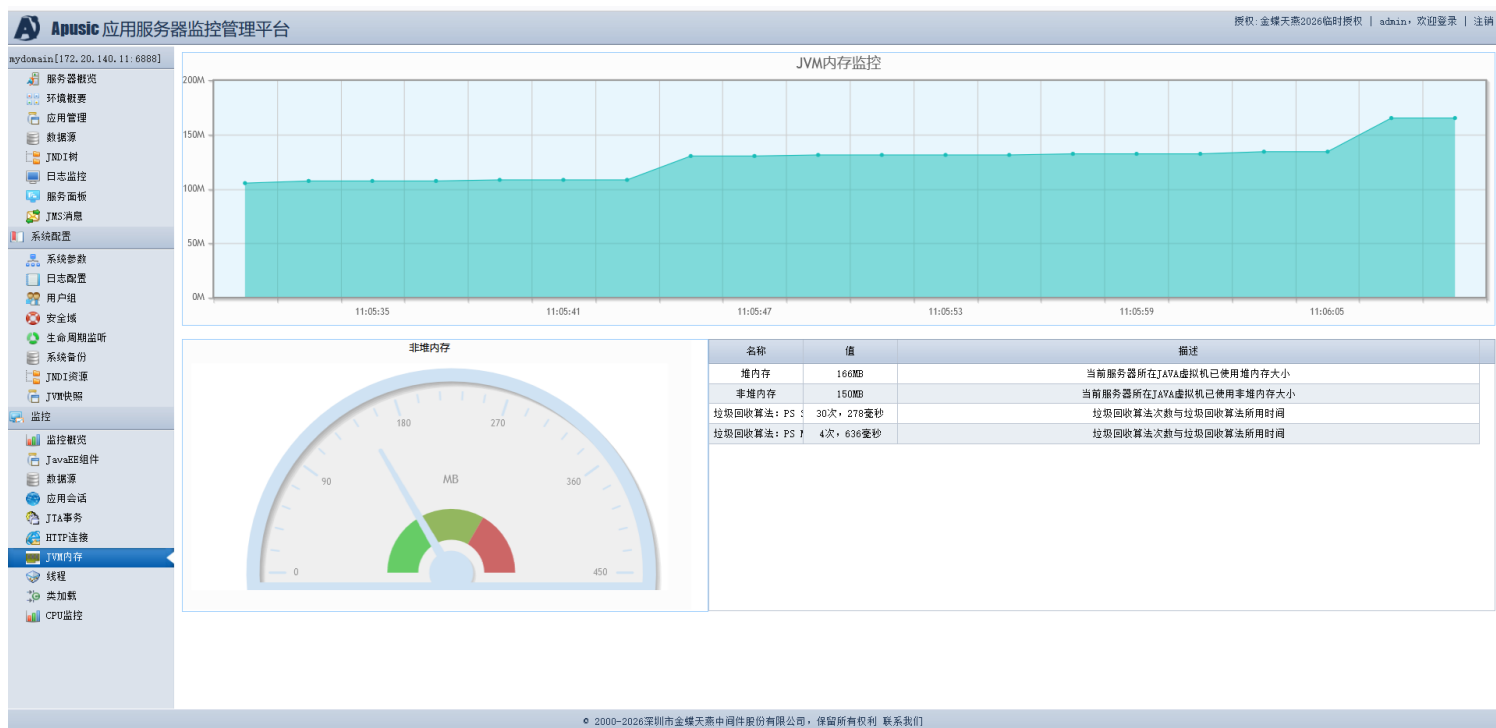 Apusic 应用服务器监控管理平台
授权:金蝶天燕2026临时授权 | admin，欢迎登录 | 注销
mydomain[172.20.140.11:6888]
服务器概览
环境概要
应用管理
数据源
JNDI树
日志监控
服务面板
JMS消息
系统配置
系统参数
日志配置
用户组
安全域
生命周期监听
系统备份
JNDI资源
JVM快照
监控
监控概览
JavaEE组件
数据源
应用会话
JTA事务
HTTP连接
JVM内存
线程
类加载
CPU监控
JVM内存监控
200M
150M
100M
50M
0M
11:05:35 11:05:41 11:05:47 11:05:53 11:05:59 11:06:05
非堆内存
180 270
90 MB 360
0 450
名称 值 描述
堆内存 166MB 当前服务器所在JAVA虚拟机已使用堆内存大小
非堆内存 150MB 当前服务器所在JAVA虚拟机已使用非堆内存大小
垃圾回收算法: PS 30次，278毫秒 垃圾回收算法次数与垃圾回收算法所用时间
垃圾回收算法: PS 4次，636毫秒 垃圾回收算法次数与垃圾回收算法所用时间
© 2000-2026深圳市金蝶天燕中间件股份有限公司，保留所有权利 联系我们